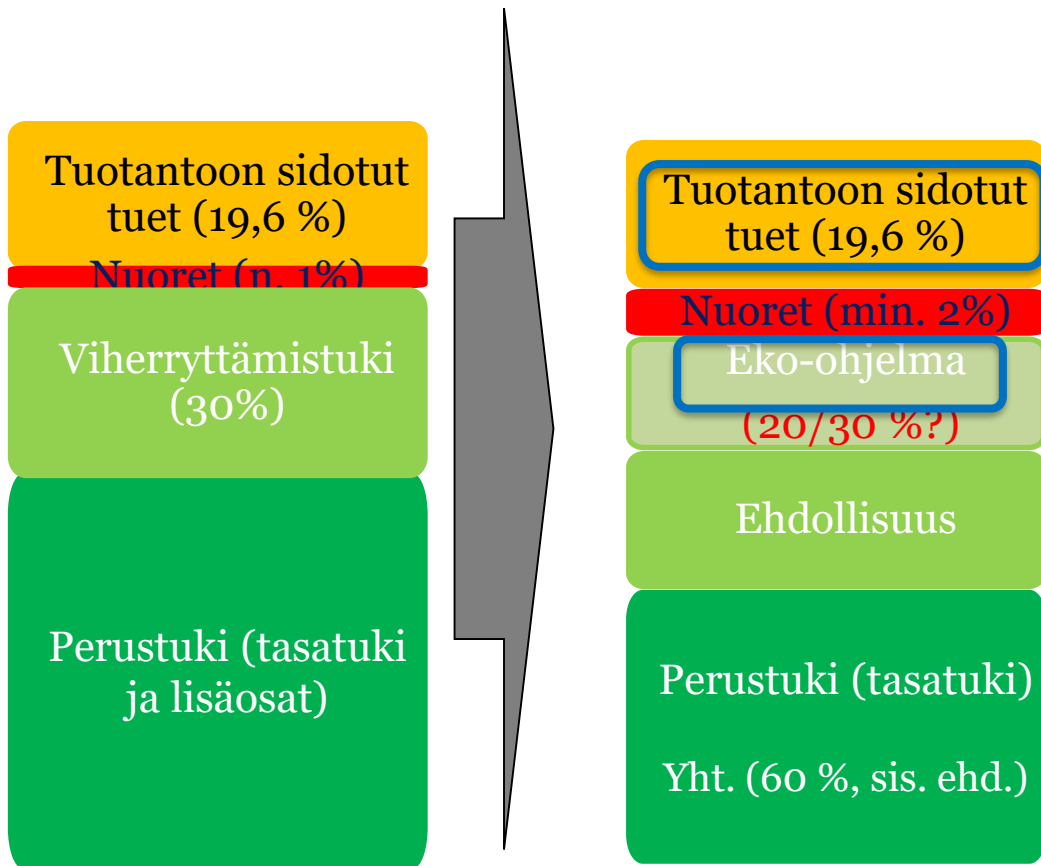 Tuotantoon sidotut
tuet (19,6 %)
Nuoret (n. 1%)
Viherryttämistuki
(30%)
Perustuki (tasatuki
ja lisäosat)
Tuotantoon sidotut
tuet (19,6 %)
Nuoret (min. 2%)
Eko-ohjelma
(20/30 %?)
Ehdollisuus
Perustuki (tasatuki)
Yht. (60 %, sis. ehd.)